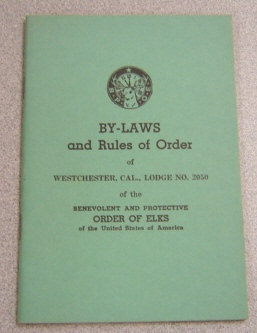 BY-LAWS
and Rules of Order
of
WESTCHESTER, CAL., LODGE NO. 2050
of the
BENEVOLENT AND PROTECTIVE
ORDER OF ELKS
of the United States of America